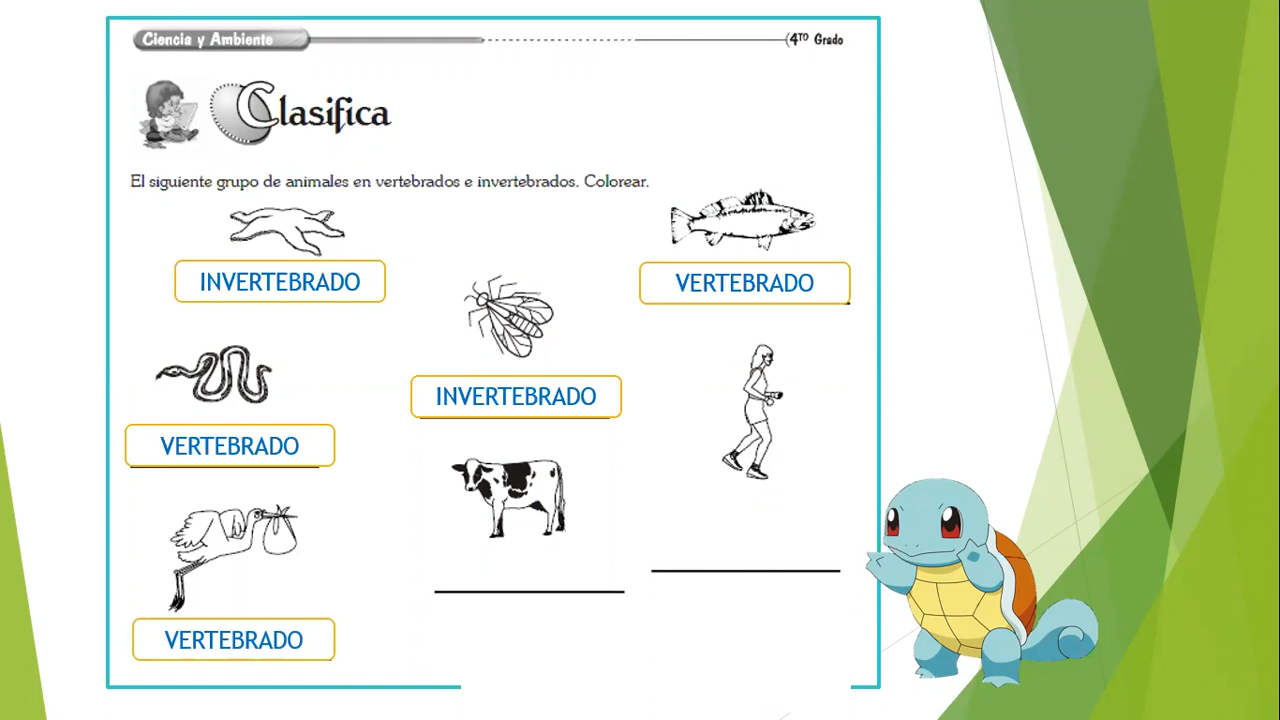 Ciencia y Ambiente
4TO Grado
Clasifica
El siguiente grupo de animales en vertebrados e invertebrados. Colorear.
INVERTEBRADO
VERTEBRADO
INVERTEBRADO
VERTEBRADO
VERTEBRADO